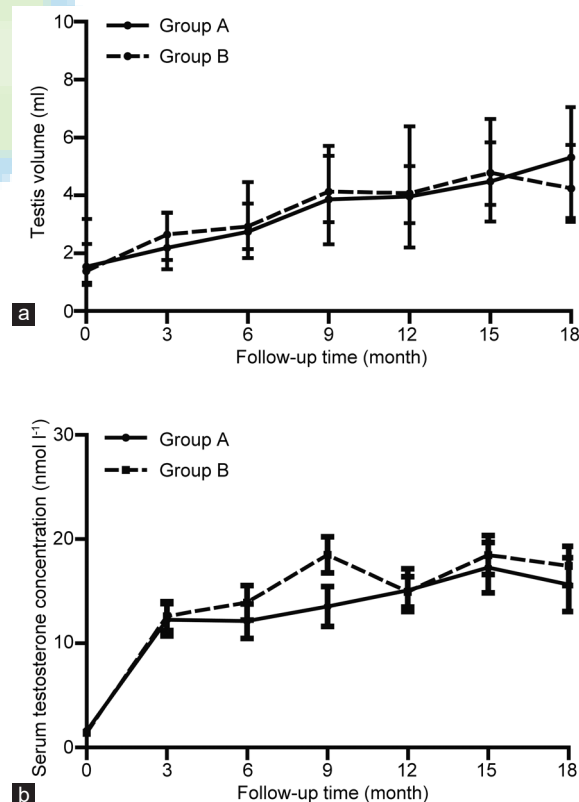 10
Group A
Group B
8
6
4
2
0
Testis volume (ml)
0 3 6 9 12 15 18
Follow-up time (month)
a
30
Group A
Group B
20
10
0
Serum testosterone concentration (nmol l⁻¹)
0 3 6 9 12 15 18
Follow-up time (month)
b